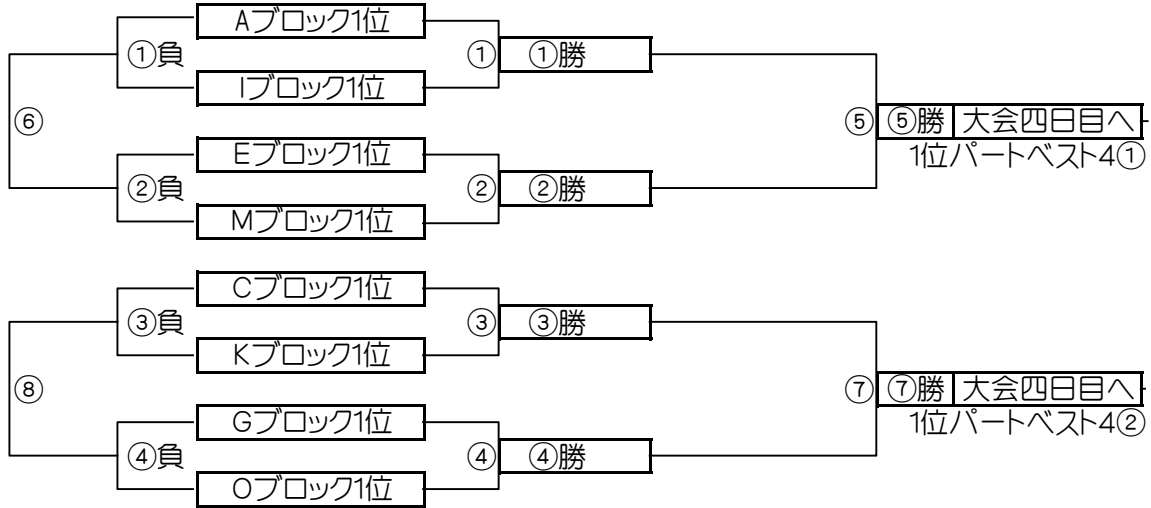 Aブロック1位
①負
①
①勝
Iブロック1位
⑥
⑤
⑤勝 大会四日目へ
1位パートベスト4①
Eブロック1位
②負
②
②勝
Mブロック1位
Cブロック1位
③負
③
③勝
Kブロック1位
⑧
⑦
⑦勝 大会四日目へ
1位パートベスト4②
Gブロック1位
④負
④
④勝
Oブロック1位